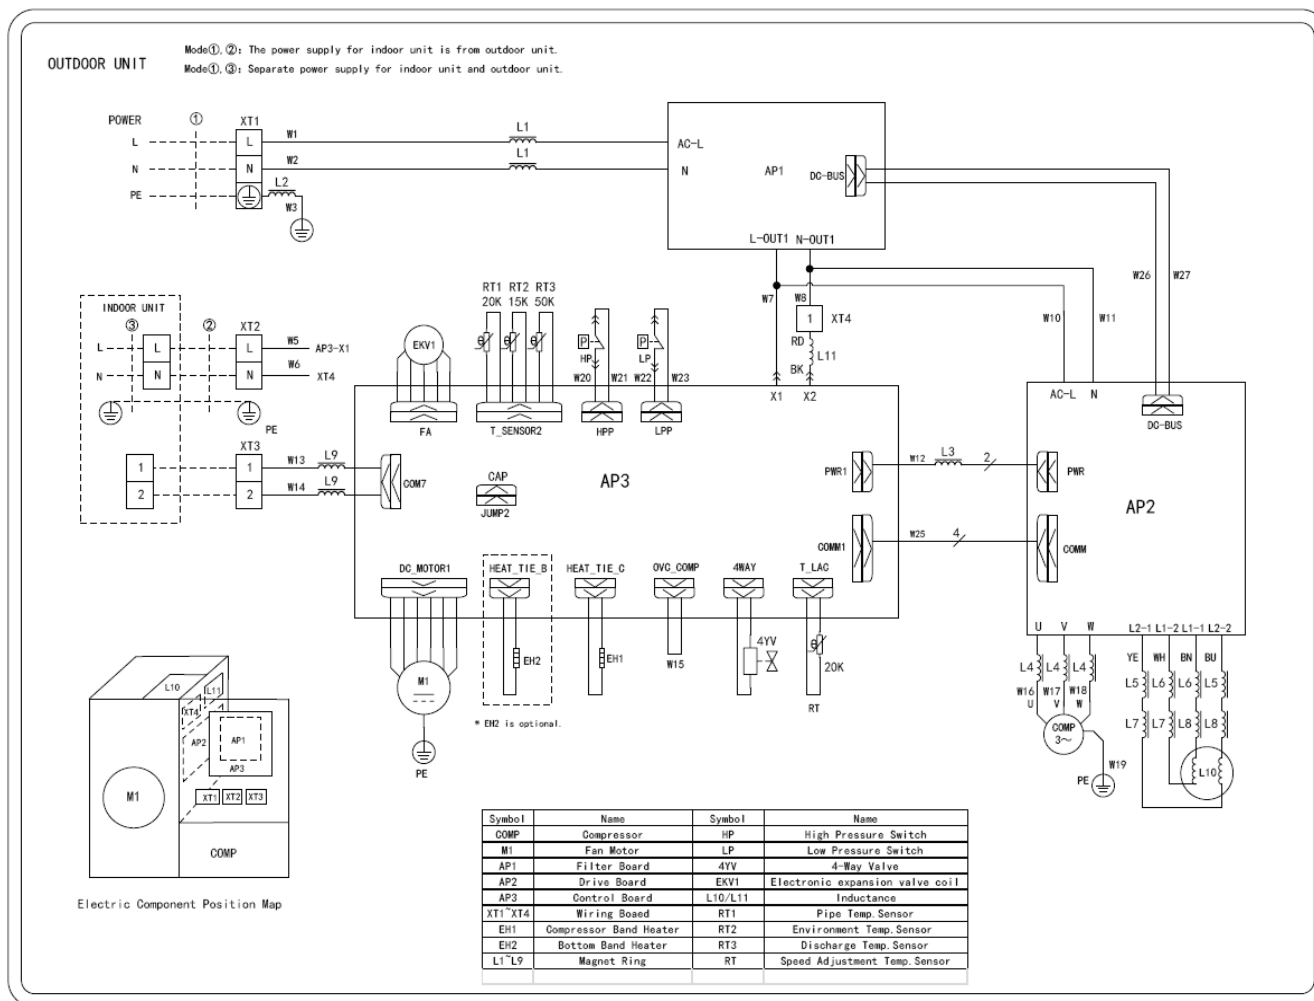 OUTDOOR UNIT
Mode①,②: The power supply for indoor unit is from outdoor unit.
Mode①,③: Separate power supply for indoor unit and outdoor unit.
POWER ① XT1
L L W1 L1 AC-L
N N W2 L1 N AP1 DC-BUS
PE L2
W3
L-OUT1 N-OUT1
W26 W27
W7 W8 W10 W11
1 XT4
RD L11
BK
X1 X2
INDOOR UNIT
③ ② XT2
L L L W5 AP3-X1
N N N W6 XT4
PE
XT3
1 1 W13 L9
2 2 W14 L9 COM7
EKV1
FA
RT1 RT2 RT3
20K 15K 50K
θ θ θ
T_SENSOR2
P P
HP LP
W20 W21 W22 W23
HPP LPP
CAP
JUMP2
AP3
PWR1 W12 L3 2 PWR
COMM1 W25 4 COMM
AC-L N
DC-BUS
AP2
DC_MOTOR1 HEAT_TIE_B HEAT_TIE_C OVC_COMP 4WAY T_LAC
M1
PE
EH2
EH1
W15
4YV
θ
20K
RT
* EH2 is optional.
U V W L2-1 L1-2 L1-1 L2-2
YE WH BN BU
L4 L4 L4 L5 L6 L6 L5
W16 W17 W18
U V W
L7 L7 L8 L8
COMP
3~
W19
PE
L10
L10 L11
XT4
AP2 AP1
AP3
M1 XT1 XT2 XT3
COMP
Electric Component Position Map
Symbol Name Symbol Name
COMP Compressor HP High Pressure Switch
M1 Fan Motor LP Low Pressure Switch
AP1 Filter Board 4YV 4-Way Valve
AP2 Drive Board EKV1 Electronic expansion valve coil
AP3 Control Board L10/L11 Inductance
XT1~XT4 Wiring Boaed RT1 Pipe Temp.Sensor
EH1 Compressor Band Heater RT2 Environment Temp.Sensor
EH2 Bottom Band Heater RT3 Discharge Temp.Sensor
L1~L9 Magnet Ring RT Speed Adjustment Temp.Sensor